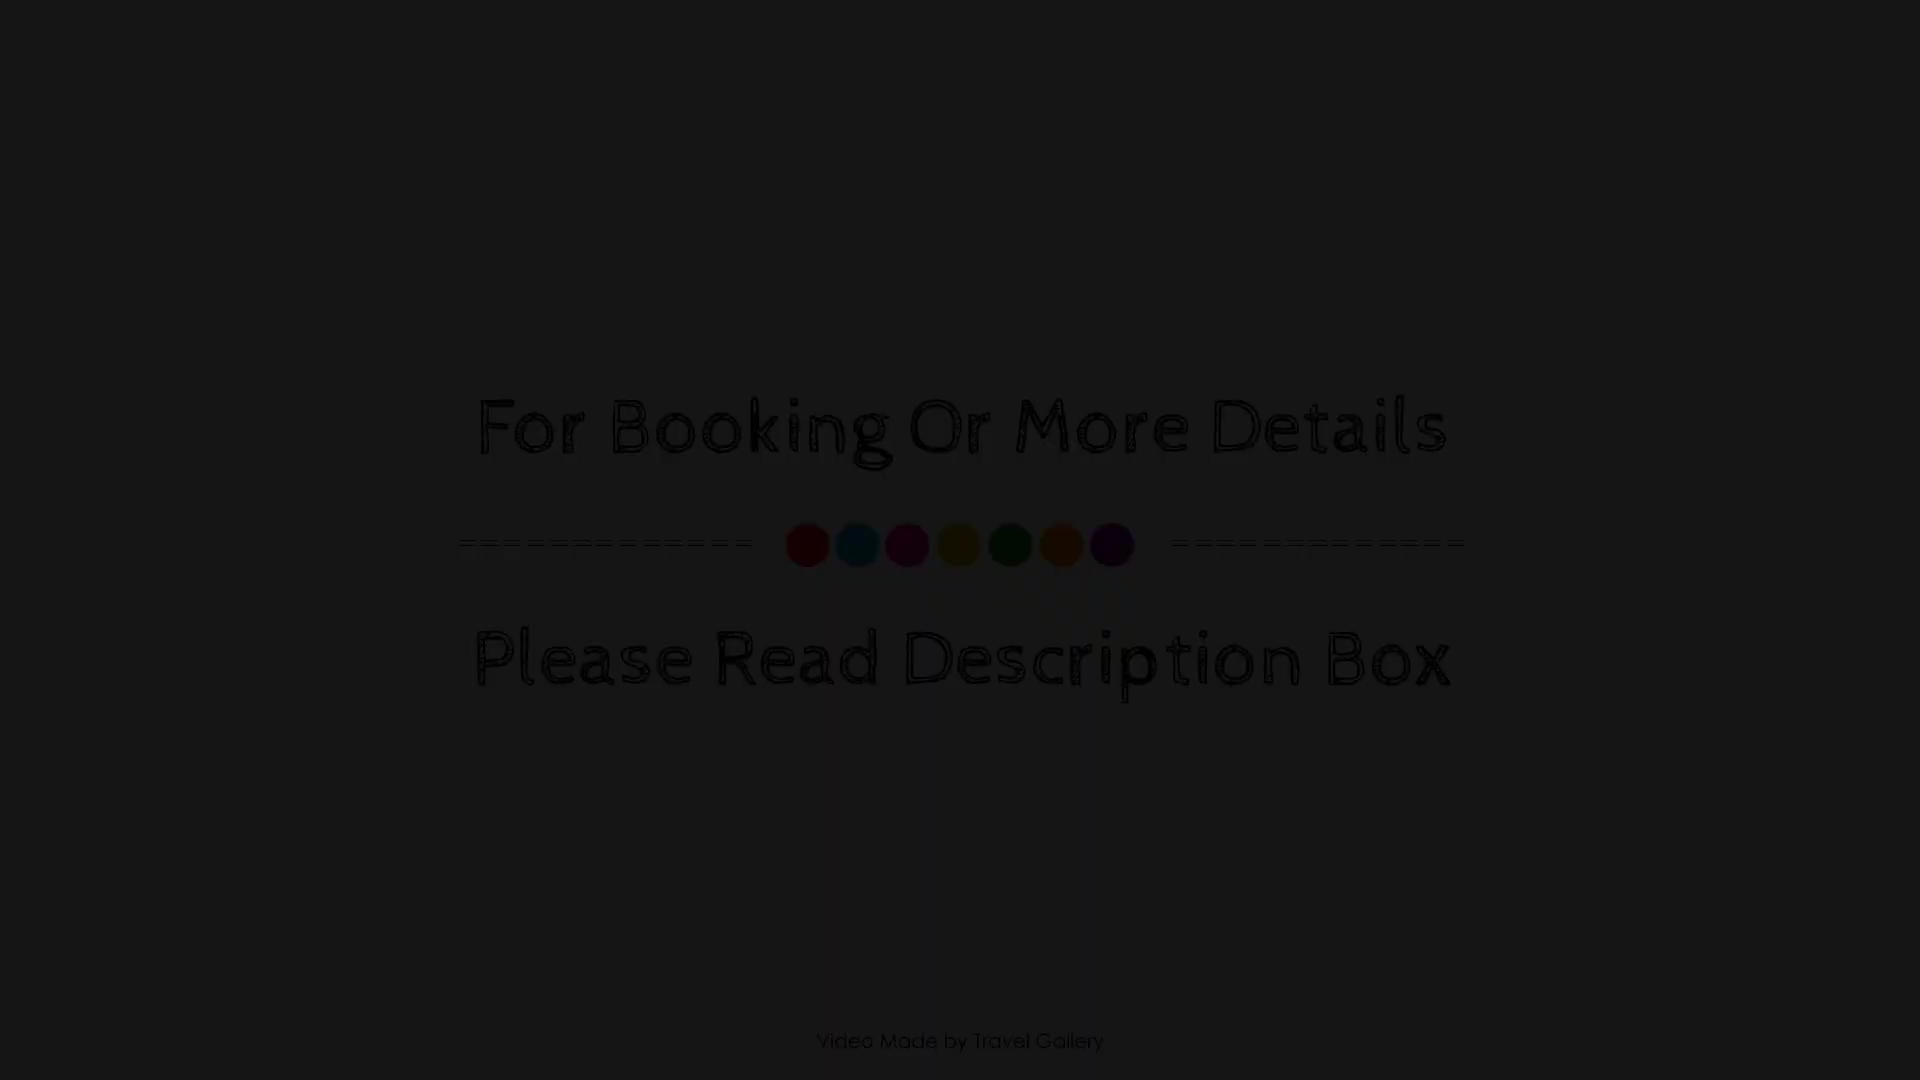 For Booking Or More Details
============= =============
Please Read Description Box
Video Made by Travel Gallery